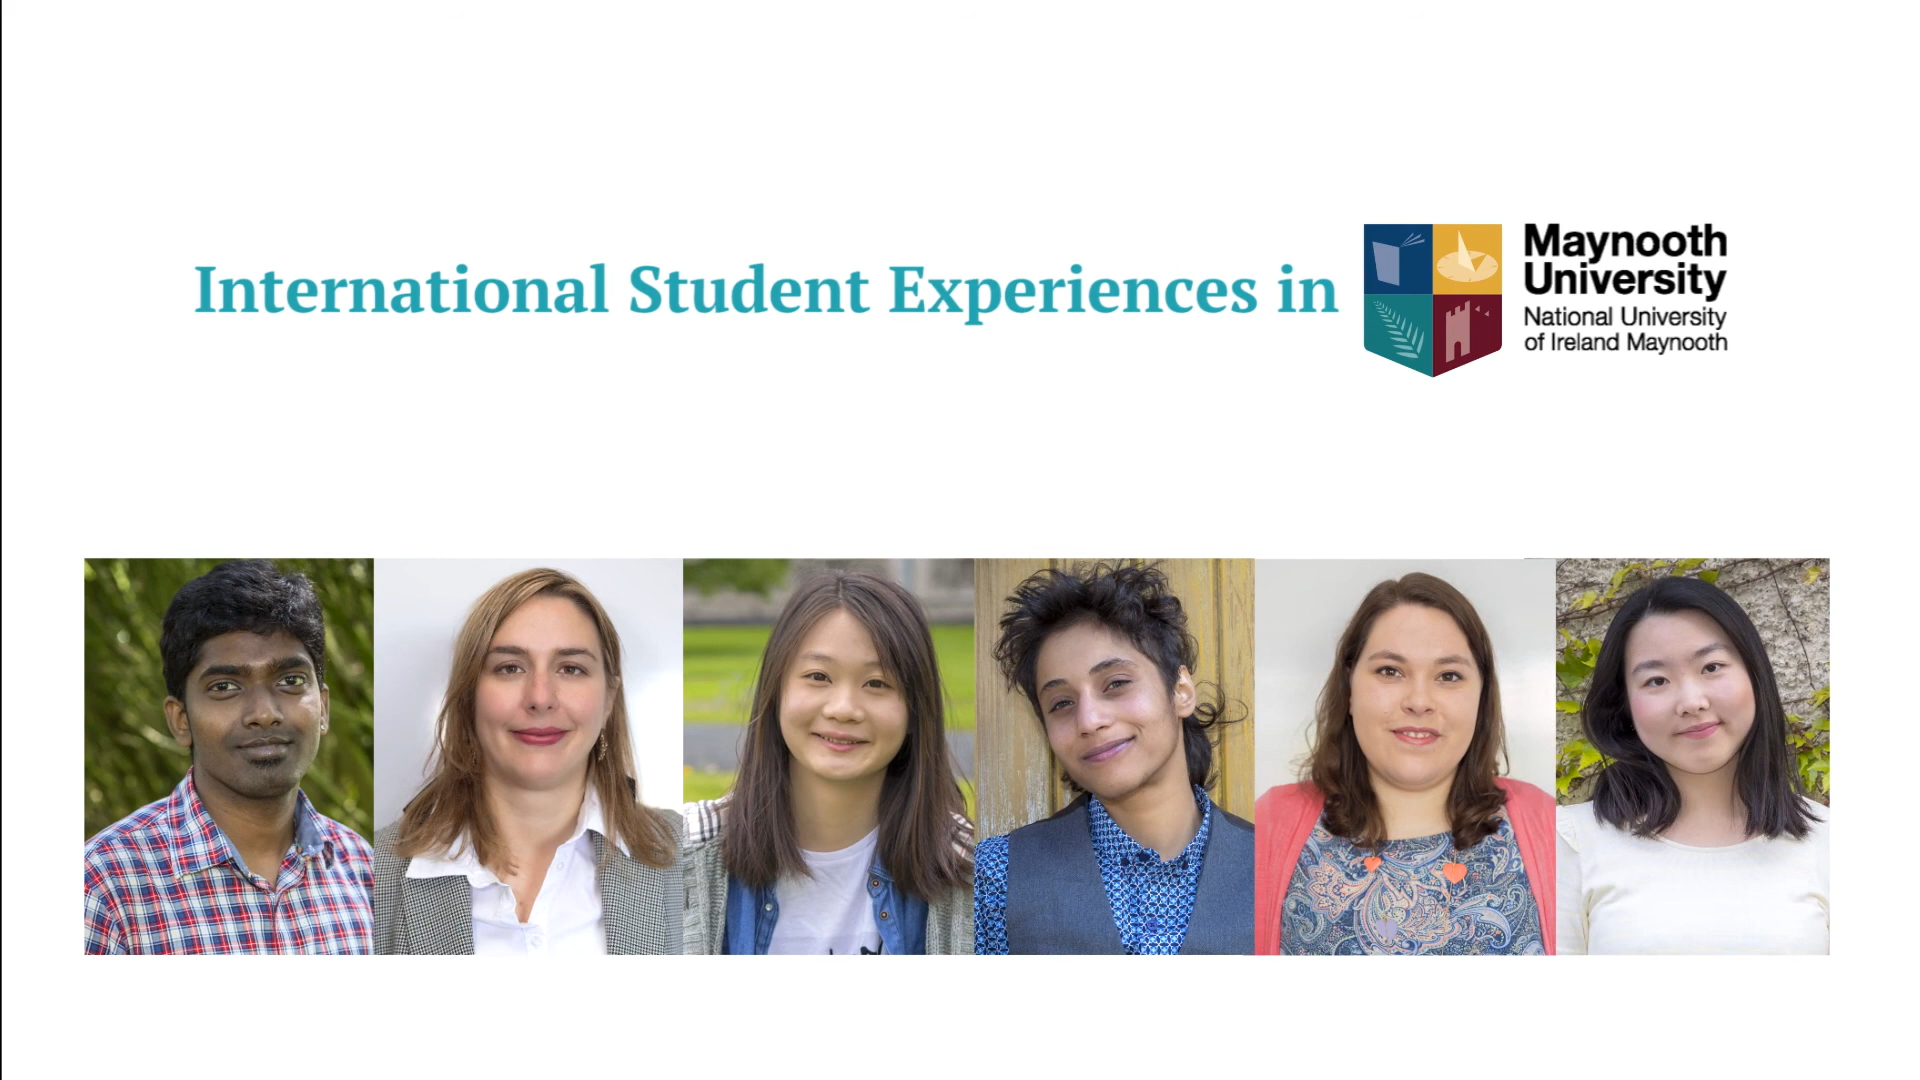 International Student Experiences in
Maynooth
University
National University
of Ireland Maynooth